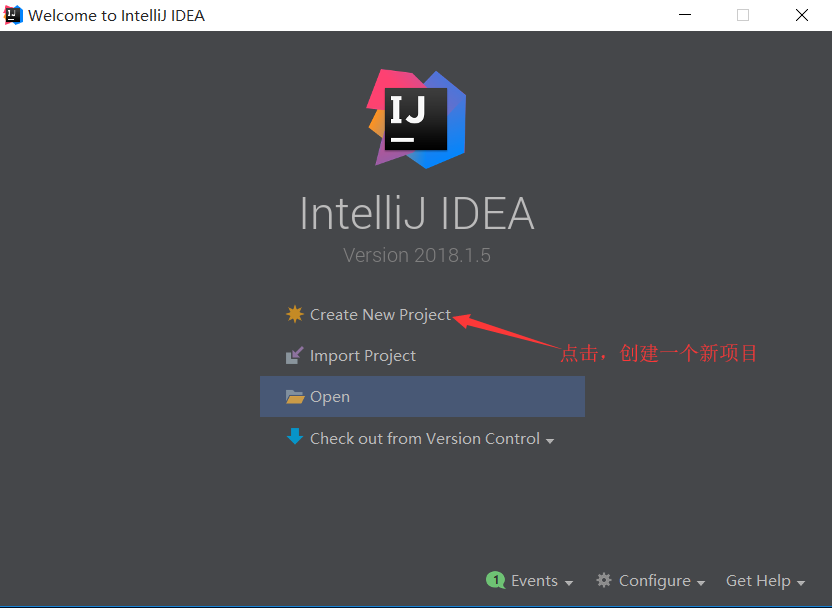 Welcome to IntelliJ IDEA
IJ
IntelliJ IDEA
Version 2018.1.5
Create New Project
Import Project
点击，创建一个新项目
Open
Check out from Version Control
1 Events
Configure
Get Help